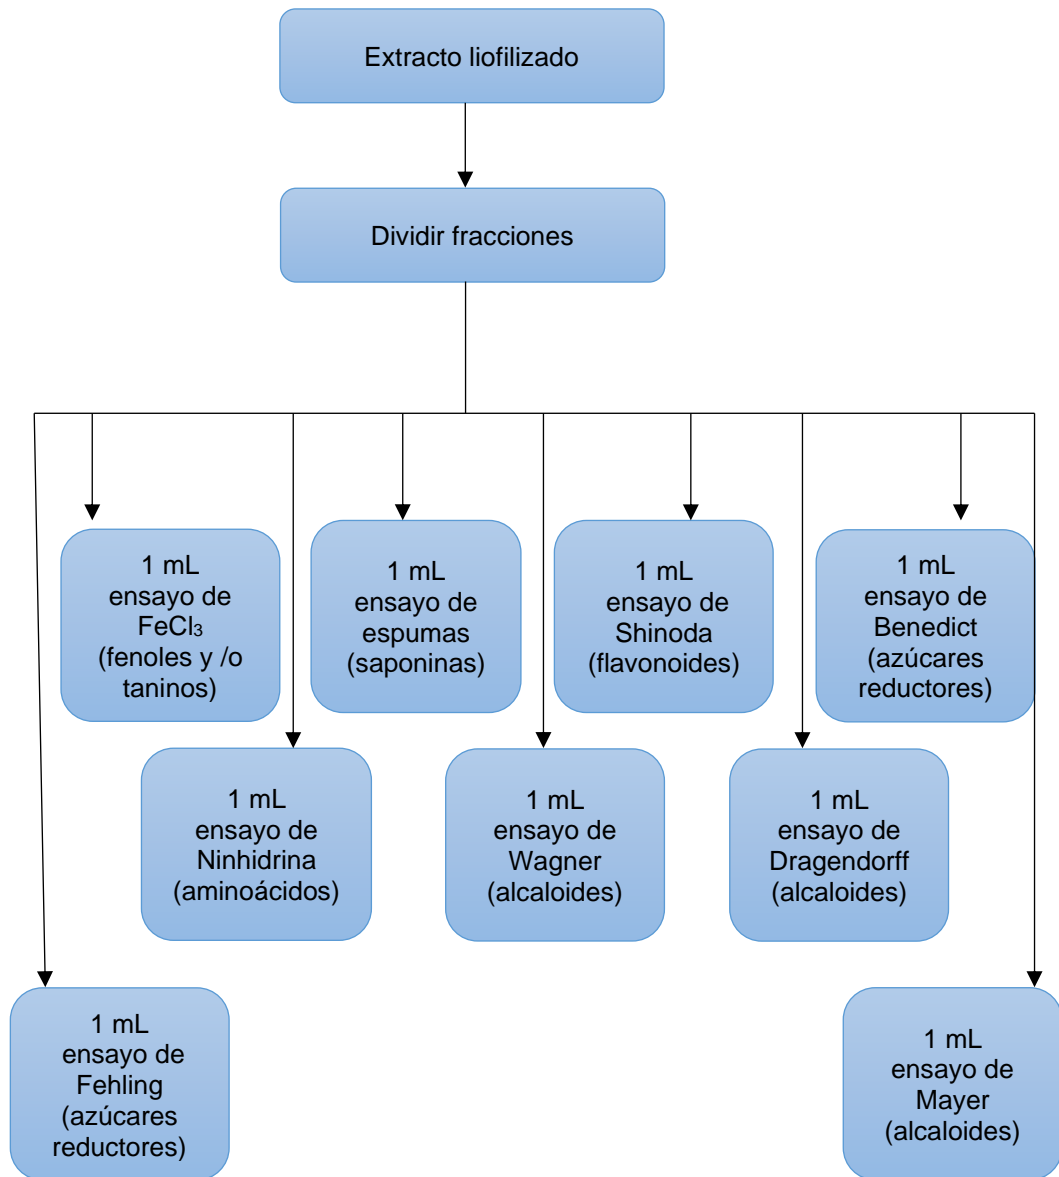 Extracto liofilizado
Dividir fracciones
1 mL
ensayo de
FeCl₃
(fenoles y /o
taninos)
1 mL
ensayo de
espumas
(saponinas)
1 mL
ensayo de
Shinoda
(flavonoides)
1 mL
ensayo de
Benedict
(azúcares
reductores)
1 mL
ensayo de
Ninhidrina
(aminoácidos)
1 mL
ensayo de
Wagner
(alcaloides)
1 mL
ensayo de
Dragendorff
(alcaloides)
1 mL
ensayo de
Fehling
(azúcares
reductores)
1 mL
ensayo de
Mayer
(alcaloides)